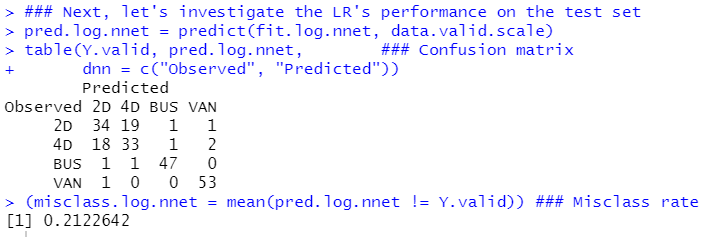 > ### Next, let's investigate the LR's performance on the test set
> pred.log.nnet = predict(fit.log.nnet, data.valid.scale)
> table(Y.valid, pred.log.nnet,         ### Confusion matrix
+       dnn = c("Observed", "Predicted"))
        Predicted
Observed 2D 4D BUS VAN
     2D  34 19   1   1
     4D  18 33   1   2
     BUS  1  1  47   0
     VAN  1  0   0  53
> (misclass.log.nnet = mean(pred.log.nnet != Y.valid)) ### Misclass rate
[1] 0.2122642